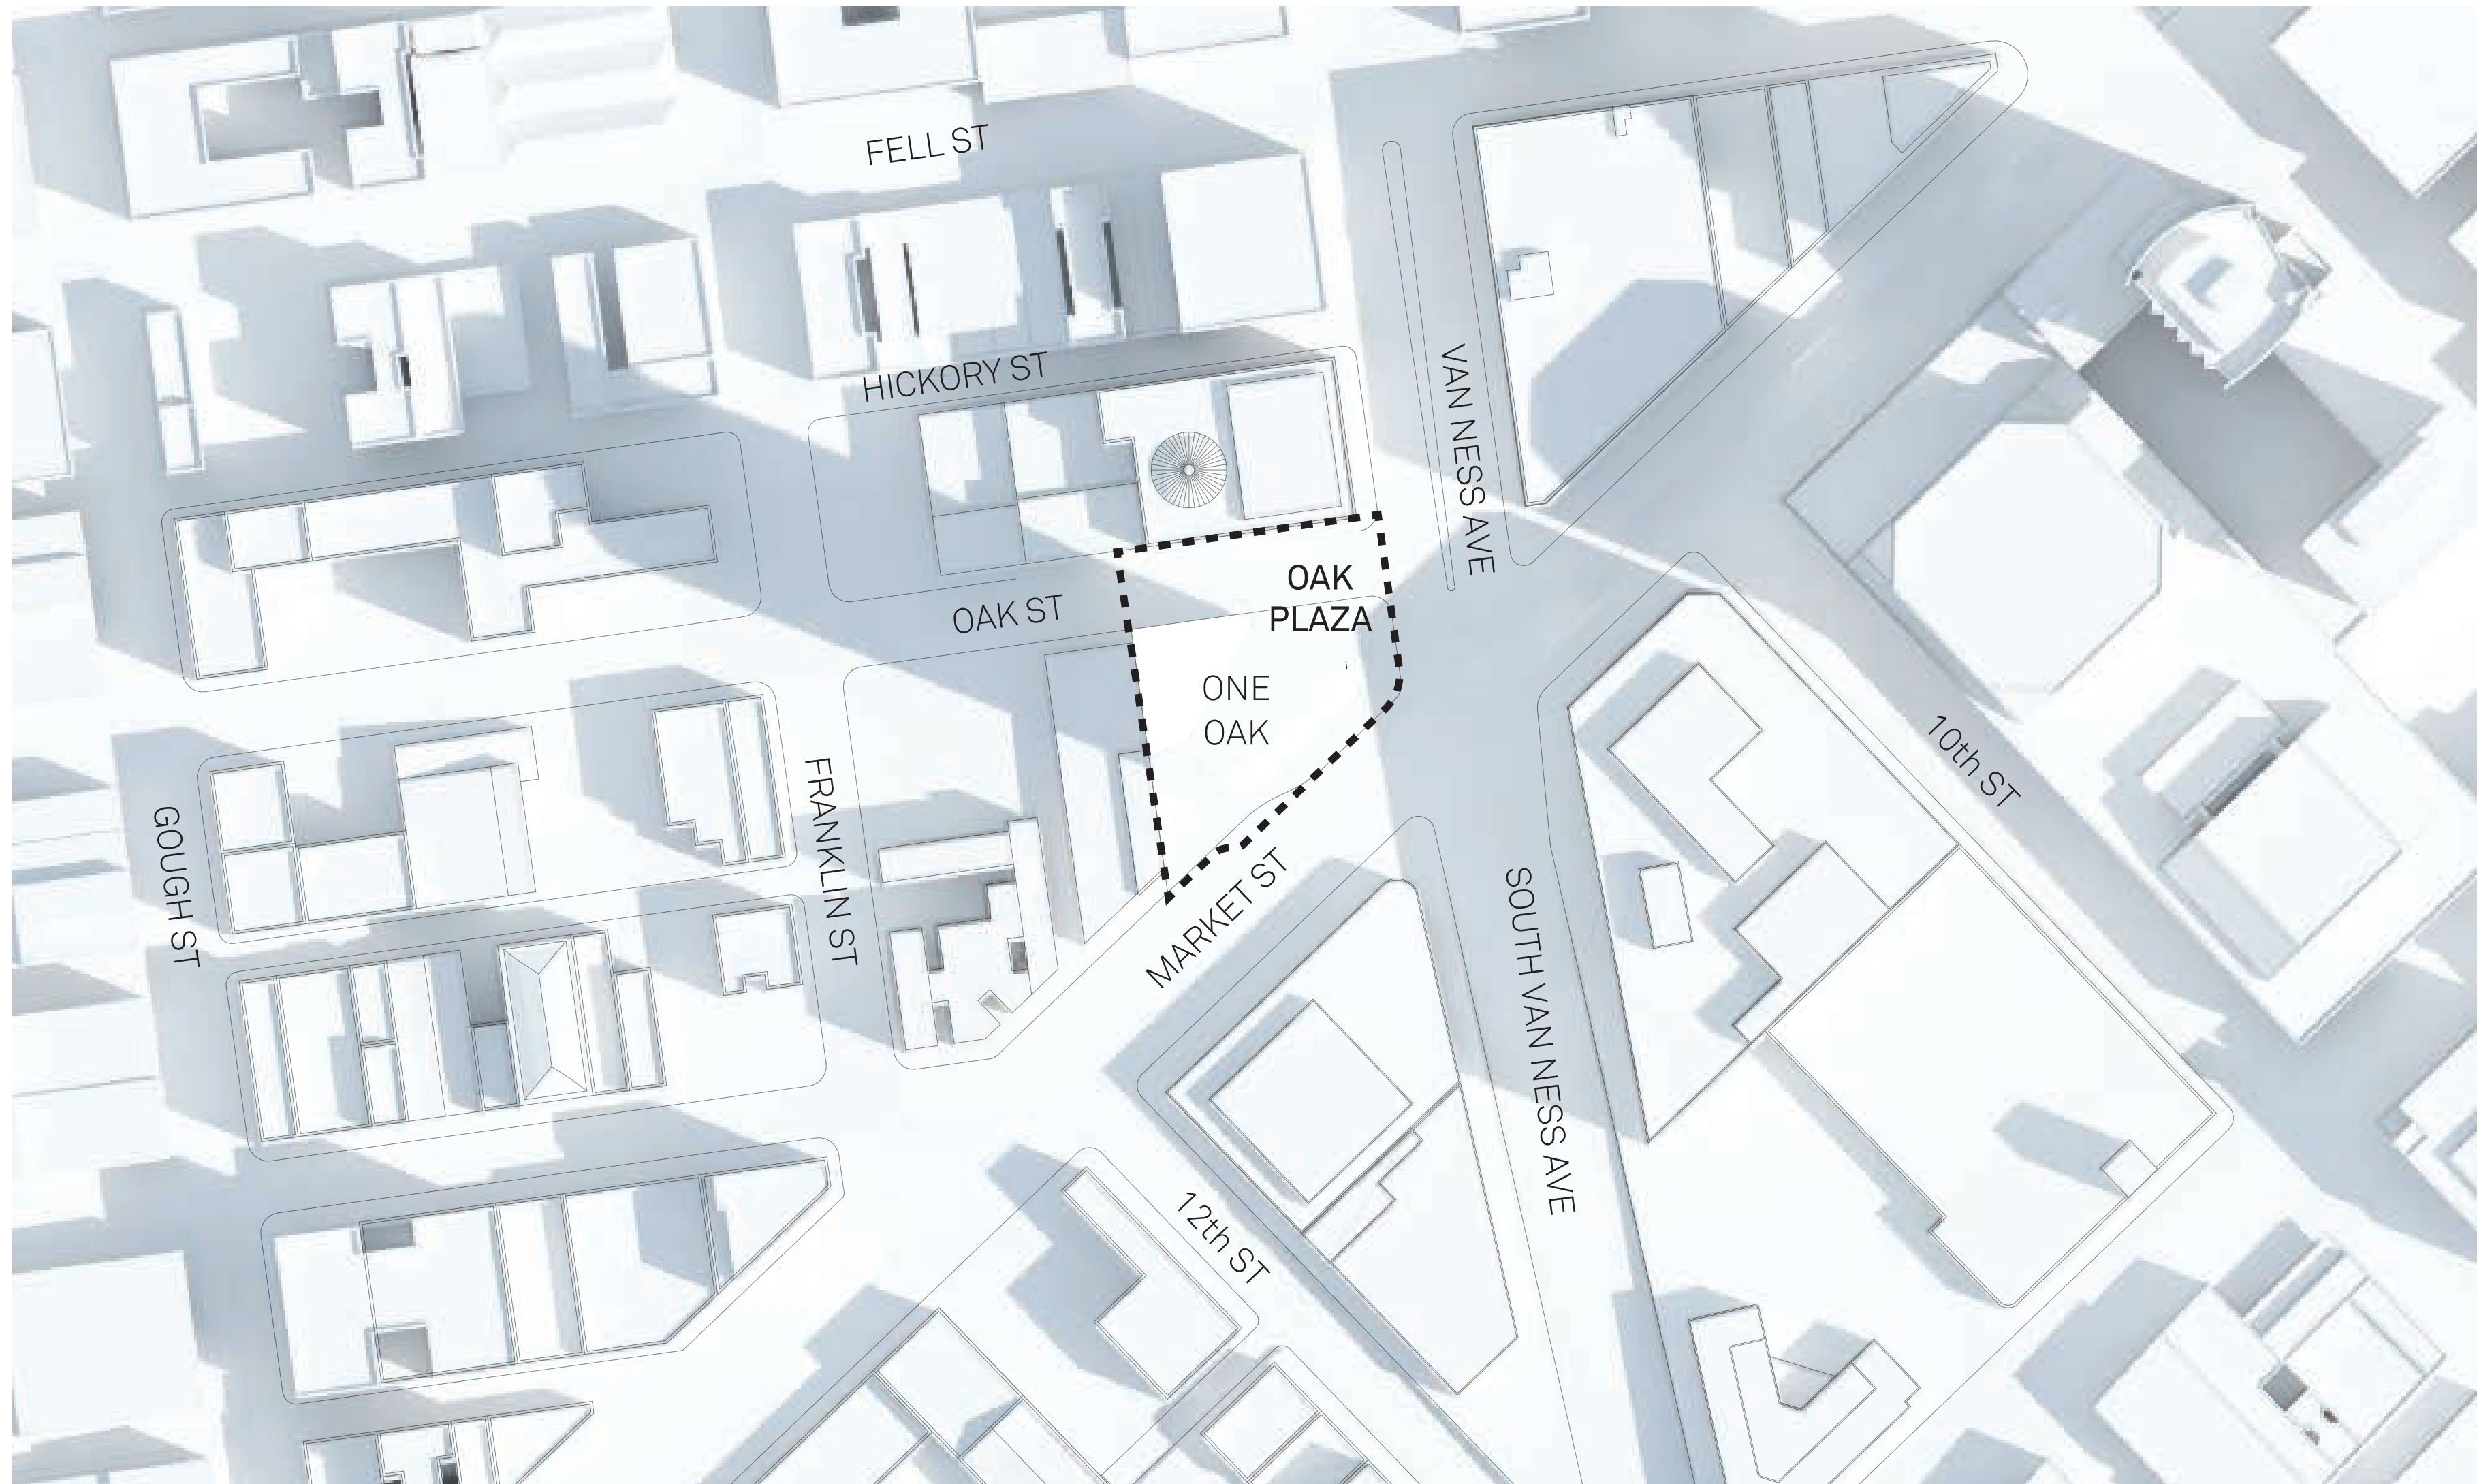 FELL ST
HICKORY ST
VAN NESS AVE
OAK
PLAZA
OAK ST
ONE
OAK
10th ST
FRANKLIN ST
GOUGH ST
MARKET ST
SOUTH VAN NESS AVE
12th ST